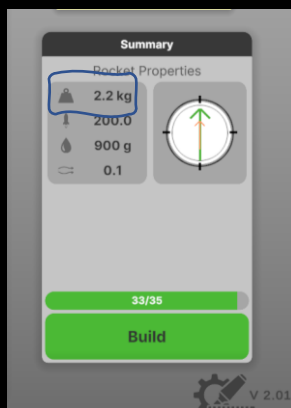 Summary
Rocket Properties
2.2 kg
200.0
900 g
0.1
33/35
Build
V 2.01